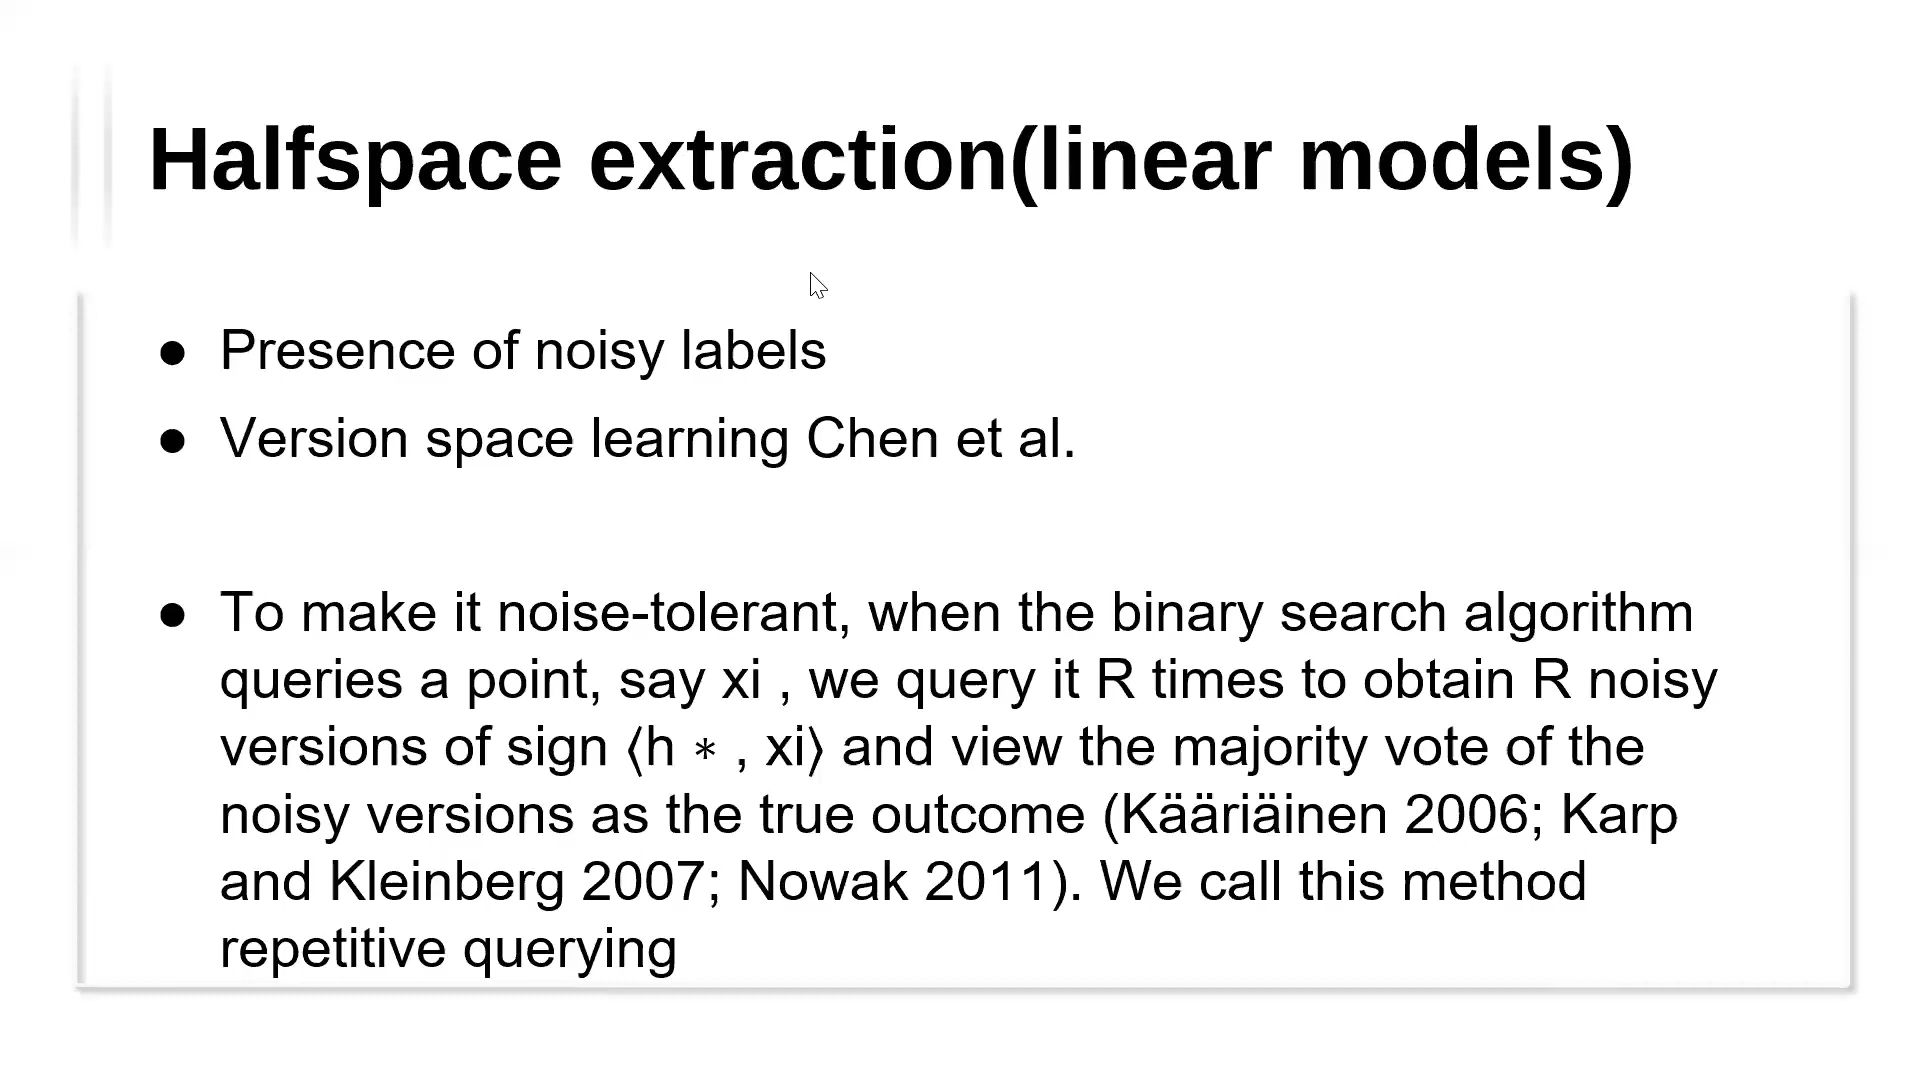 Halfspace extraction(linear models)
● Presence of noisy labels
● Version space learning Chen et al.
● To make it noise-tolerant, when the binary search algorithm
queries a point, say xi , we query it R times to obtain R noisy
versions of sign ⟨h ∗ , xi⟩ and view the majority vote of the
noisy versions as the true outcome (Kääriäinen 2006; Karp
and Kleinberg 2007; Nowak 2011). We call this method
repetitive querying